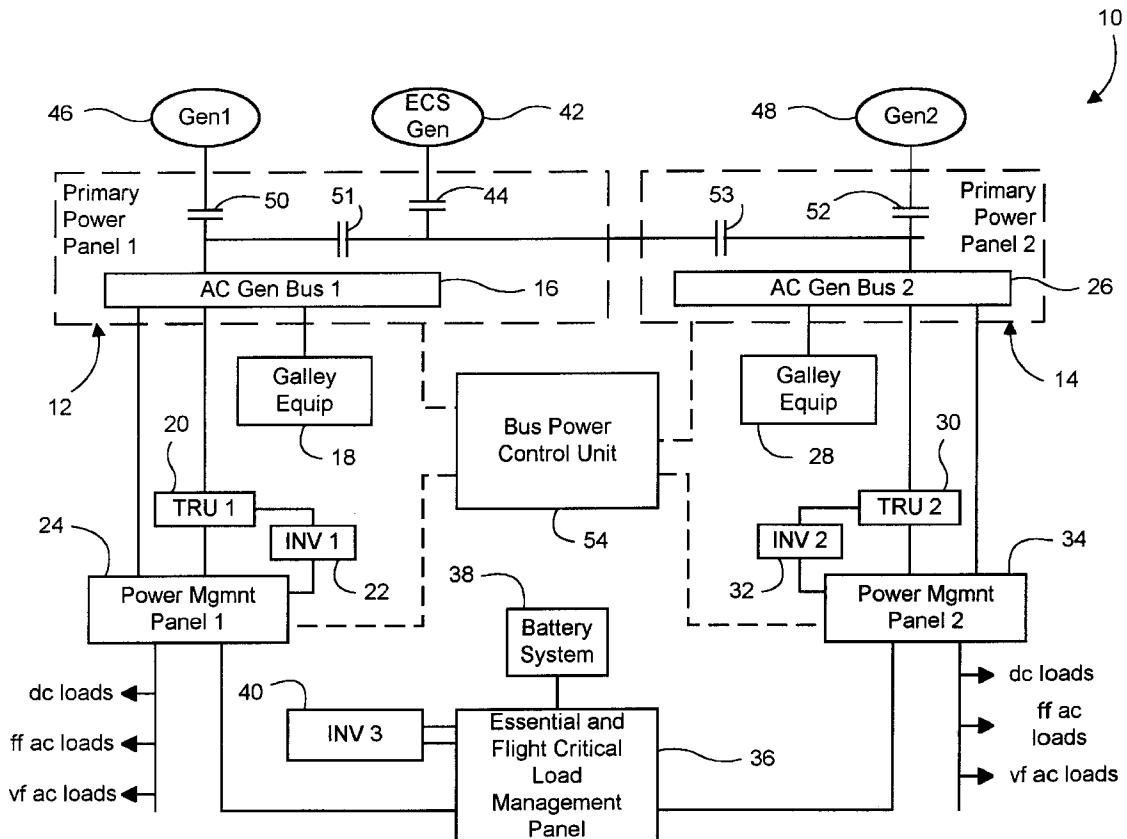 10
46
Gen1
ECS
Gen
42
48
Gen2
Primary
Power
Panel 1
50
51
44
53
52
Primary
Power
Panel 2
AC Gen Bus 1
16
AC Gen Bus 2
26
12
Galley
Equip
18
Bus Power
Control Unit
54
Galley
Equip
28
14
20
TRU 1
INV 1
22
24
Power Mgmnt
Panel 1
30
TRU 2
INV 2
32
34
Power Mgmnt
Panel 2
38
Battery
System
40
INV 3
Essential and
Flight Critical
Load
Management
Panel
36
dc loads
ff ac loads
vf ac loads
dc loads
ff ac
loads
vf ac loads